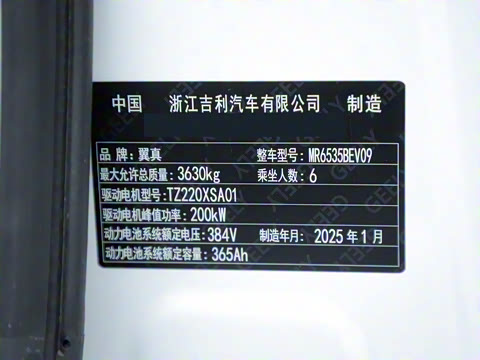 中国 浙江吉利汽车有限公司 制造
品牌:翼真 整车型号:MR6535BEV09
最大允许总质量:3630kg 乘坐人数:6
驱动电机型号:TZ220XSA01
驱动电机峰值功率:200kW
动力电池系统额定电压:384V 制造年月:2025年1月
动力电池系统额定容量:365Ah